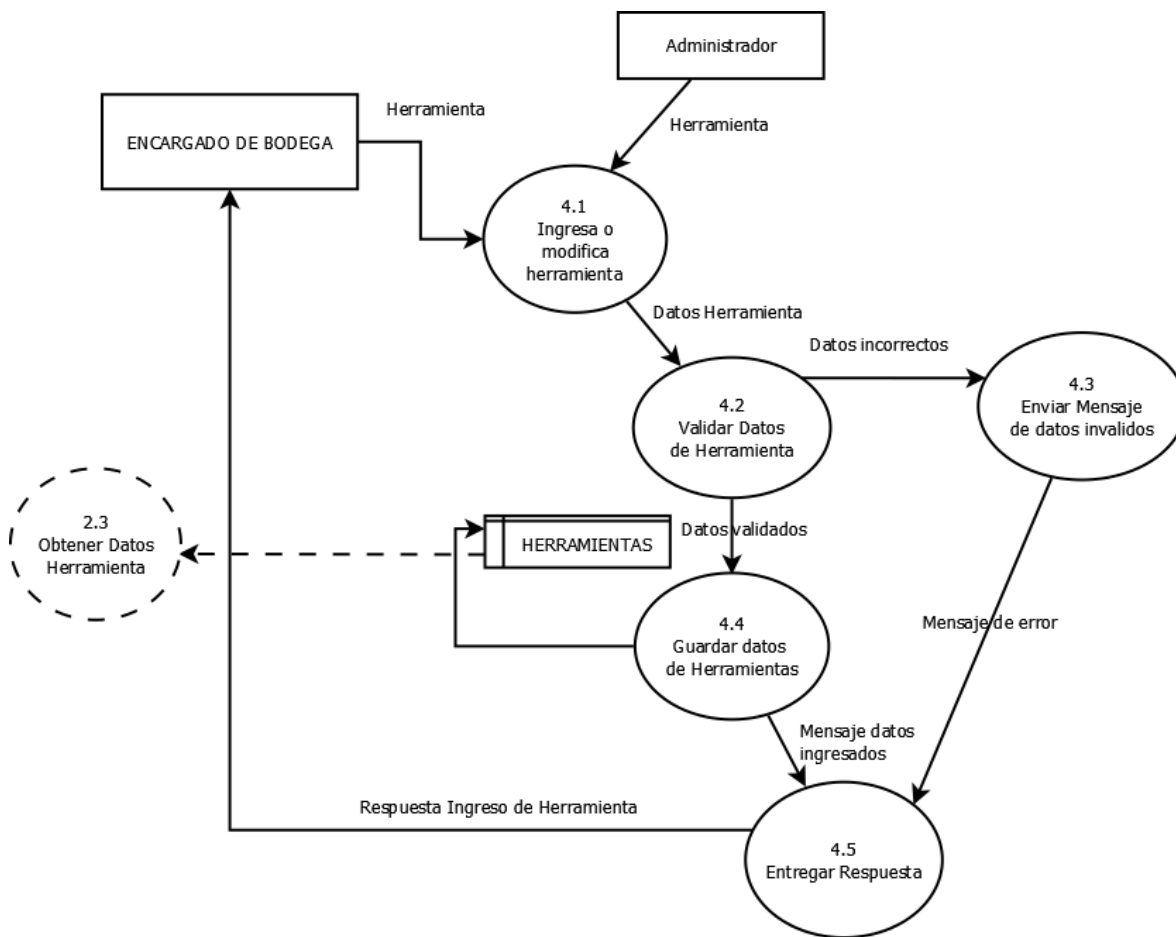 Administrador
Herramienta
ENCARGADO DE BODEGA
Herramienta
4.1
Ingresa o
modifica
herramienta
Datos Herramienta
Datos incorrectos
4.2
Validar Datos
de Herramienta
4.3
Enviar Mensaje
de datos invalidos
2.3
Obtener Datos
Herramienta
HERRAMIENTAS
Datos validados
4.4
Guardar datos
de Herramientas
Mensaje de error
Mensaje datos
ingresados
Respuesta Ingreso de Herramienta
4.5
Entregar Respuesta